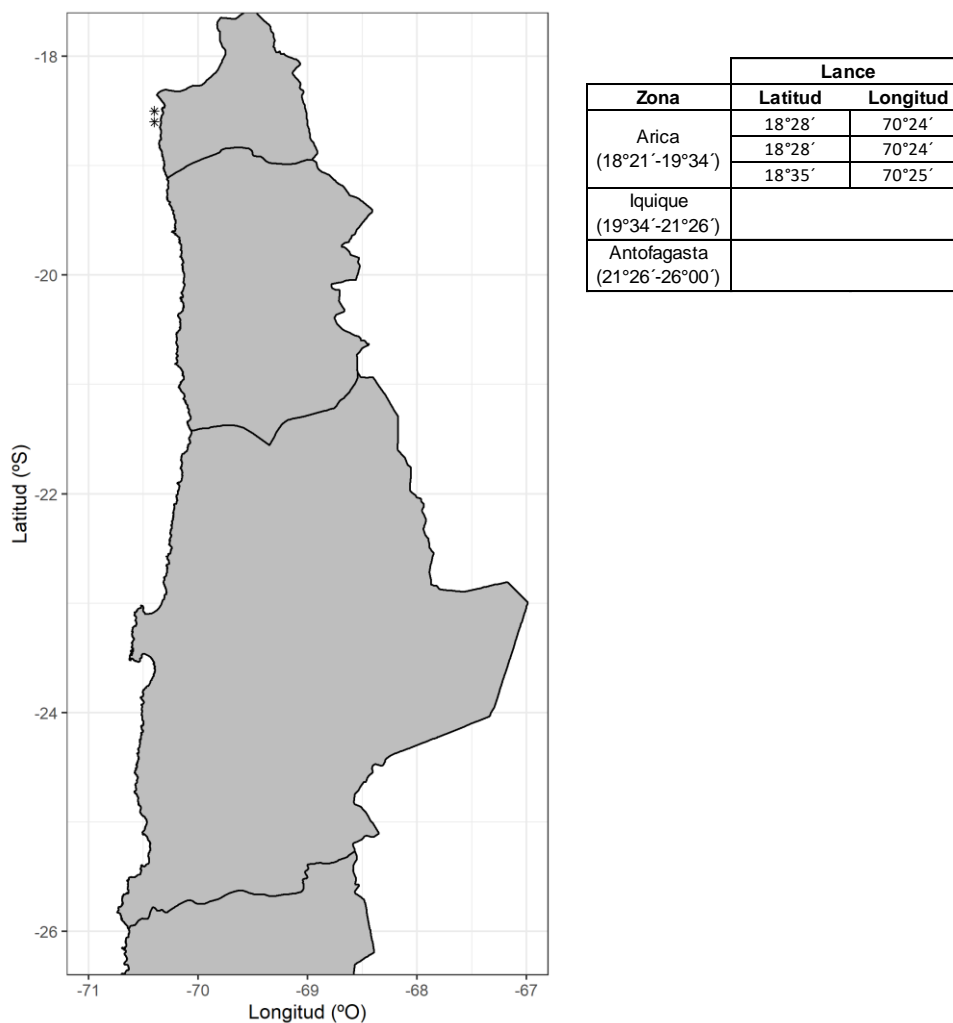 -18
-20
-22
-24
-26
Latitud (ºS)
-71 -70 -69 -68 -67
Longitud (ºO)
Lance
Zona Latitud Longitud
Arica
(18°21´-19°34´)
18°28´ 70°24´
18°28´ 70°24´
18°35´ 70°25´
Iquique
(19°34´-21°26´)
Antofagasta
(21°26´-26°00´)